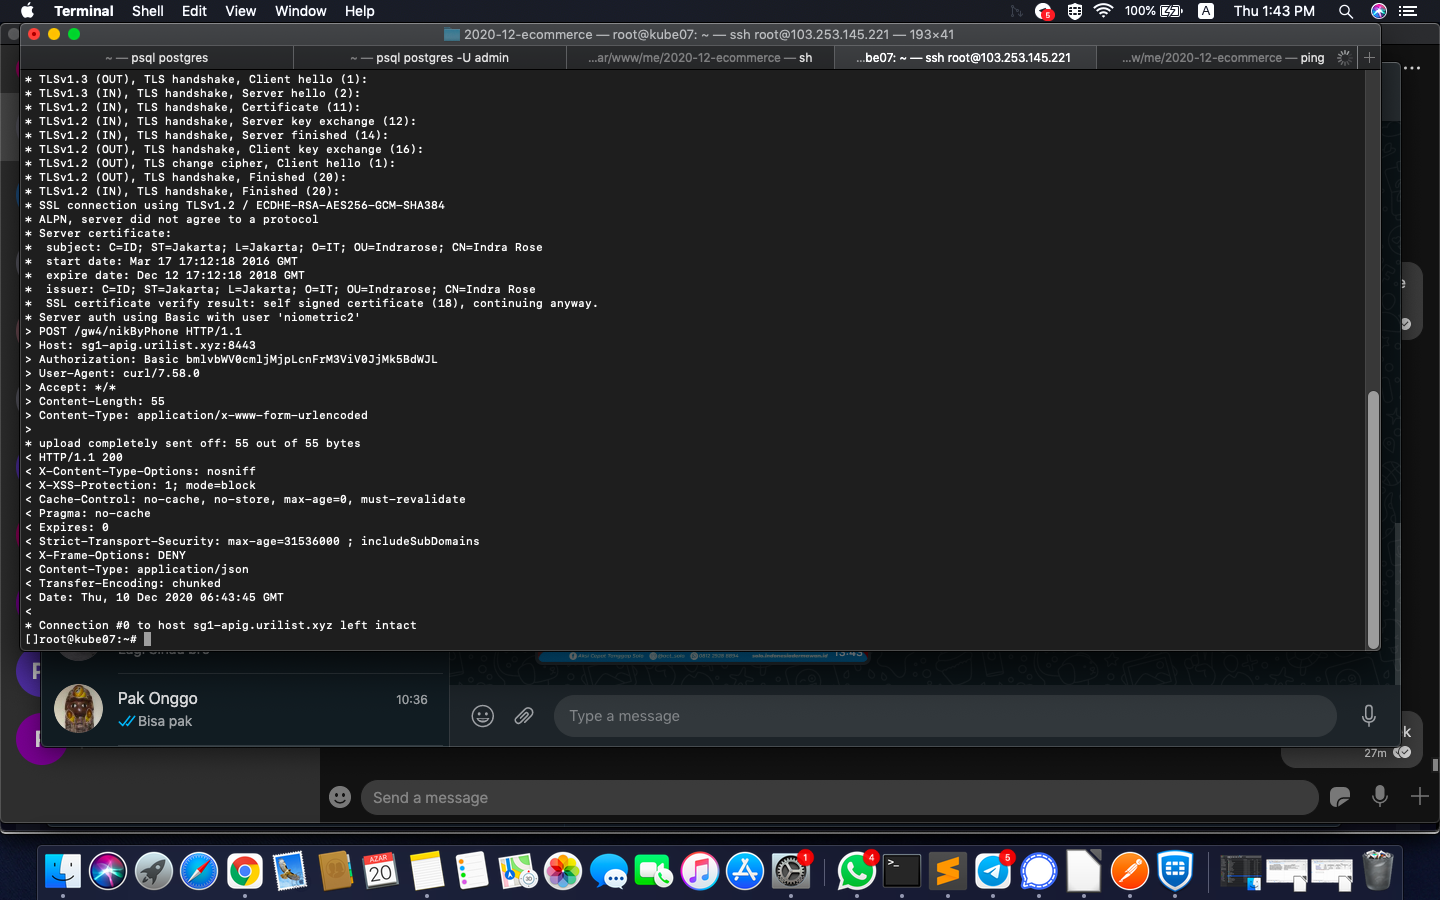 Terminal Shell Edit View Window Help
5 100% A Thu 1:43 PM
2020-12-ecommerce — root@kube07: ~ — ssh root@103.253.145.221 — 193×41
~ — psql postgres
~ — psql postgres -U admin
...ar/www/me/2020-12-ecommerce — sh
...be07: ~ — ssh root@103.253.145.221
...w/me/2020-12-ecommerce — ping
* TLSv1.3 (OUT), TLS handshake, Client hello (1):
* TLSv1.3 (IN), TLS handshake, Server hello (2):
* TLSv1.2 (IN), TLS handshake, Certificate (11):
* TLSv1.2 (IN), TLS handshake, Server key exchange (12):
* TLSv1.2 (IN), TLS handshake, Server finished (14):
* TLSv1.2 (OUT), TLS handshake, Client key exchange (16):
* TLSv1.2 (OUT), TLS change cipher, Client hello (1):
* TLSv1.2 (OUT), TLS handshake, Finished (20):
* TLSv1.2 (IN), TLS handshake, Finished (20):
* SSL connection using TLSv1.2 / ECDHE-RSA-AES256-GCM-SHA384
* ALPN, server did not agree to a protocol
* Server certificate:
*  subject: C=ID; ST=Jakarta; L=Jakarta; O=IT; OU=Indrarose; CN=Indra Rose
*  start date: Mar 17 17:12:18 2016 GMT
*  expire date: Dec 12 17:12:18 2018 GMT
*  issuer: C=ID; ST=Jakarta; L=Jakarta; O=IT; OU=Indrarose; CN=Indra Rose
*  SSL certificate verify result: self signed certificate (18), continuing anyway.
* Server auth using Basic with user 'niometric2'
> POST /gw4/nikByPhone HTTP/1.1
> Host: sg1-apig.urilist.xyz:8443
> Authorization: Basic bmlvbWV0cmljMjpLcnFrM3ViV0JjMk5BdWJL
> User-Agent: curl/7.58.0
> Accept: */*
> Content-Length: 55
> Content-Type: application/x-www-form-urlencoded
>
* upload completely sent off: 55 out of 55 bytes
< HTTP/1.1 200
< X-Content-Type-Options: nosniff
< X-XSS-Protection: 1; mode=block
< Cache-Control: no-cache, no-store, max-age=0, must-revalidate
< Pragma: no-cache
< Expires: 0
< Strict-Transport-Security: max-age=31536000 ; includeSubDomains
< X-Frame-Options: DENY
< Content-Type: application/json
< Transfer-Encoding: chunked
< Date: Thu, 10 Dec 2020 06:43:45 GMT
<
* Connection #0 to host sg1-apig.urilist.xyz left intact
[]root@kube07:~#
13:43
Pak Onggo
10:36
Bisa pak
Type a message
k
27m
Send a message
AZAR
20
1
4
5